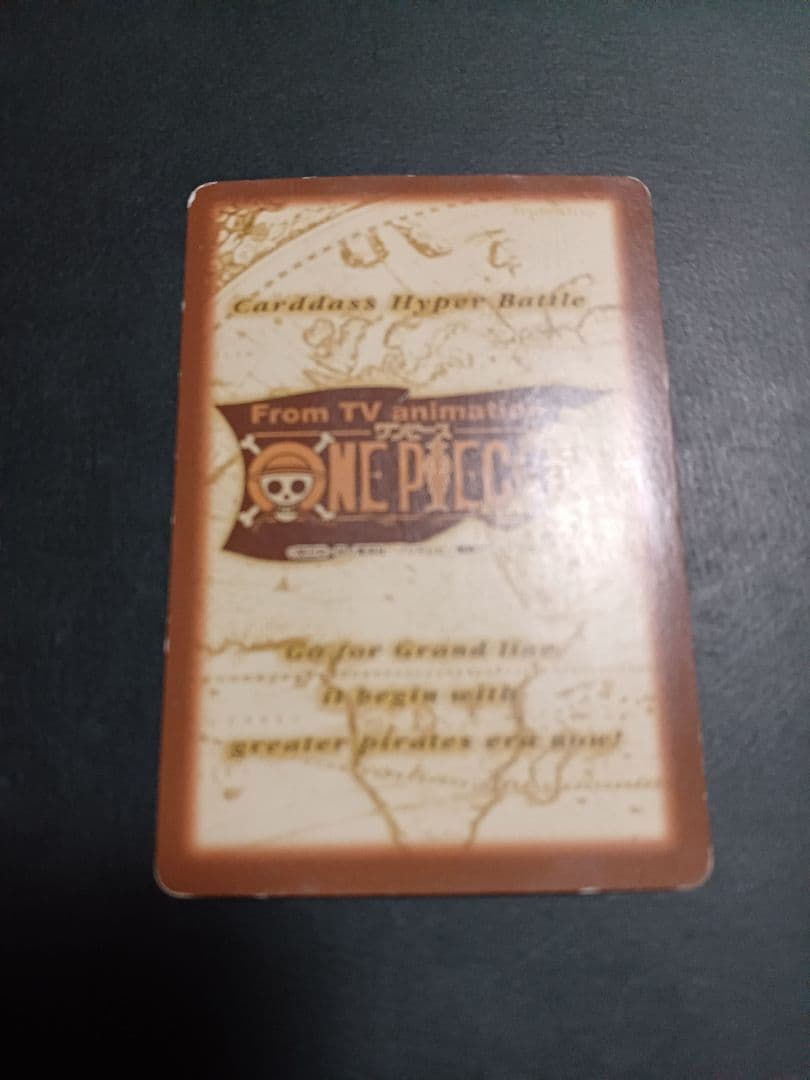 Carddass Hyper Battle
From TV animation
ワンピース
ONE PIECE
Go for Grand line
it begin with
greater pirates era now!